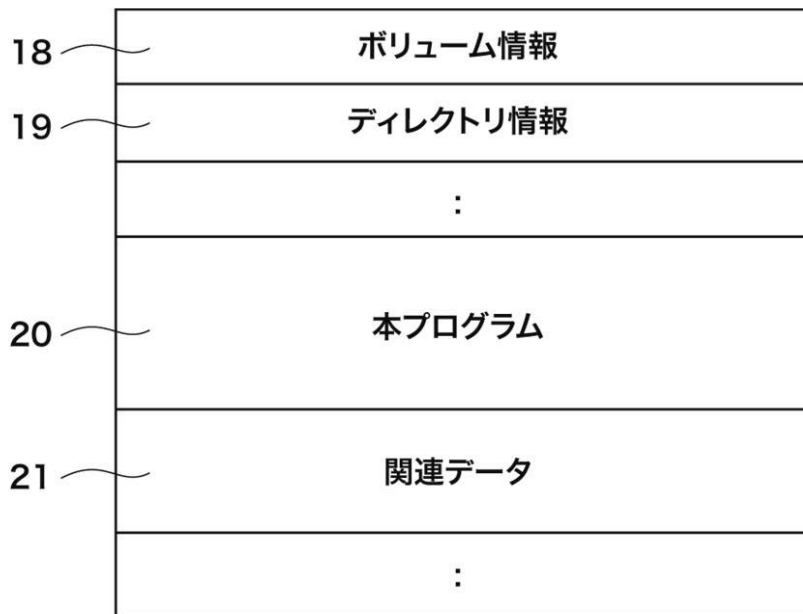 18 ボリューム情報
19 ディレクトリ情報
:
20 本プログラム
21 関連データ
: